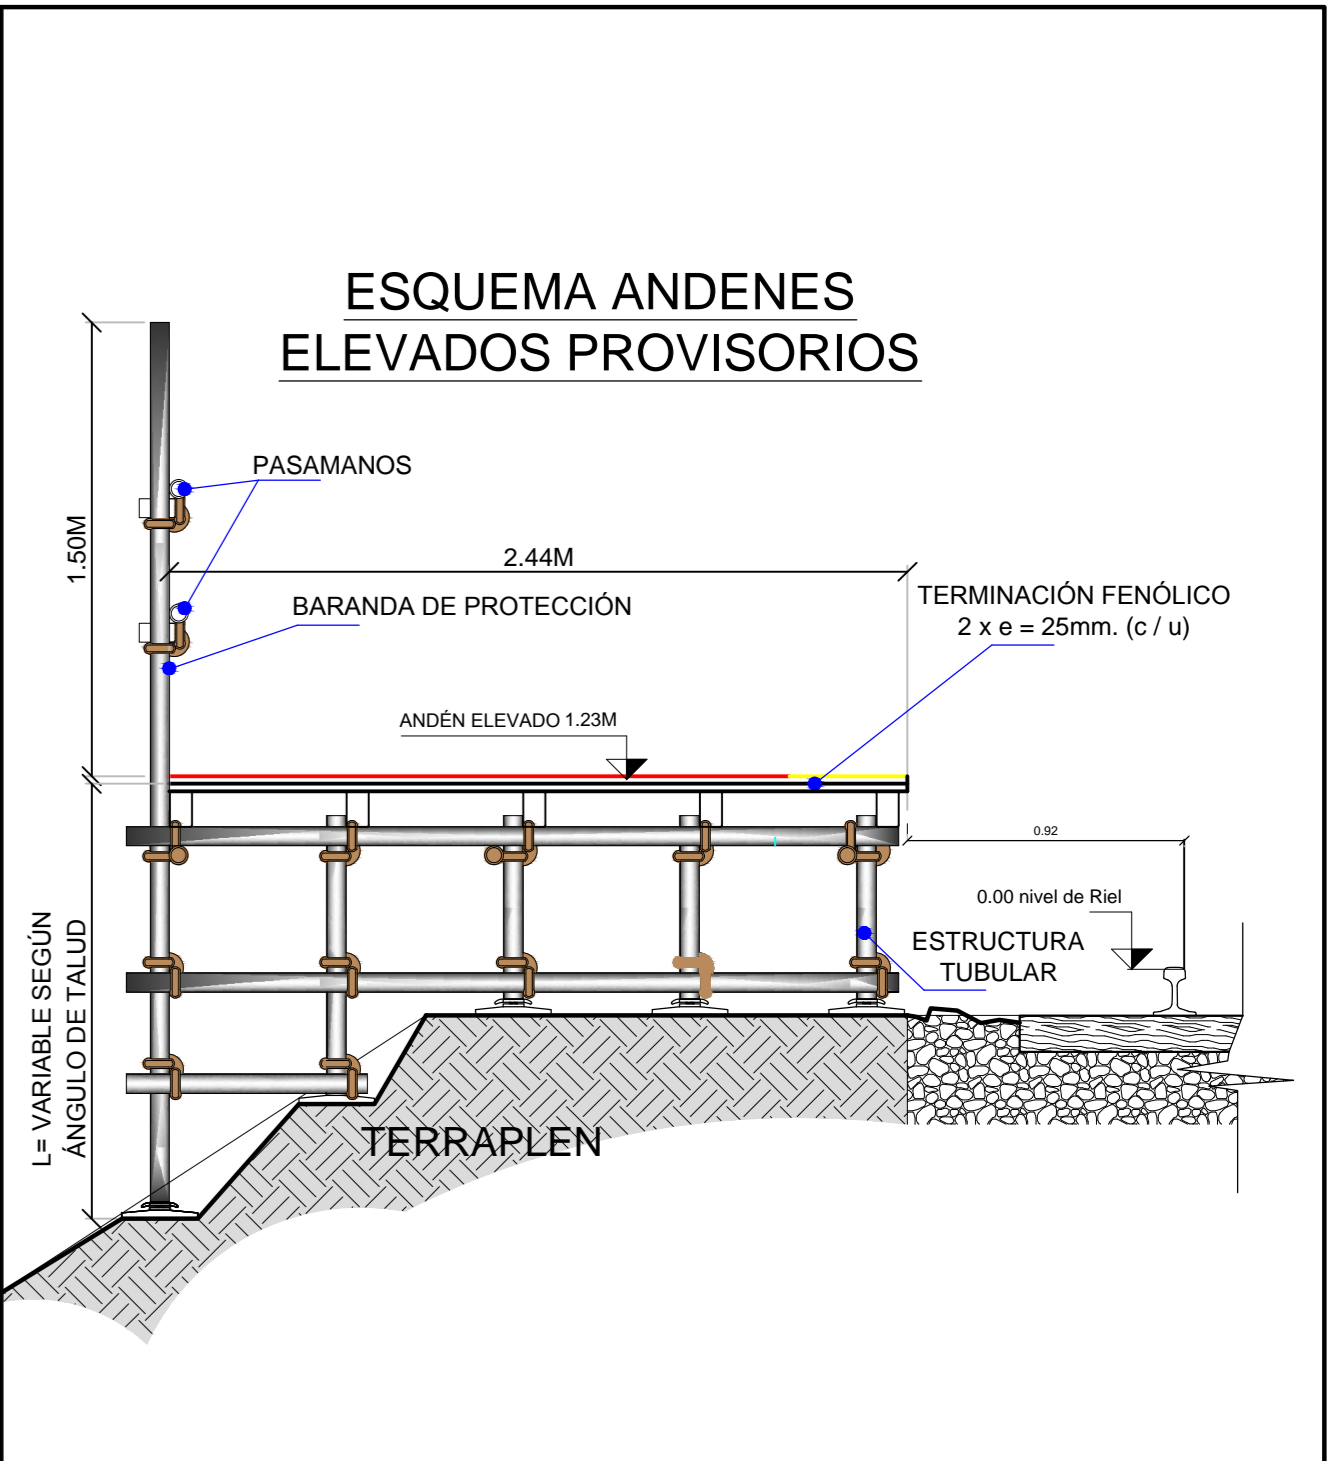 ESQUEMA ANDENES
ELEVADOS PROVISORIOS
PASAMANOS
1.50M
2.44M
BARANDA DE PROTECCIÓN
TERMINACIÓN FENÓLICO
2 x e = 25mm. (c / u)
ANDÉN ELEVADO 1.23M
0.92
0.00 nivel de Riel
ESTRUCTURA
TUBULAR
L= VARIABLE SEGÚN
ÁNGULO DE TALUD
TERRAPLEN